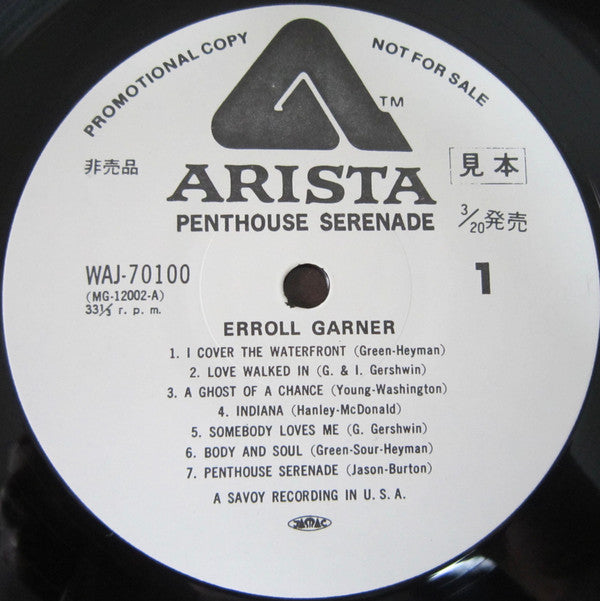 PROMOTIONAL COPY
NOT FOR SALE
TM
非売品
ARISTA
見本
PENTHOUSE SERENADE
3/20発売
WAJ-70100
(MG-12002-A)
33⅓ r. p. m.
1
ERROLL GARNER
1. I COVER THE WATERFRONT (Green-Heyman)
2. LOVE WALKED IN (G. & I. Gershwin)
3. A GHOST OF A CHANCE (Young-Washington)
4. INDIANA (Hanley-McDonald)
5. SOMEBODY LOVES ME (G. Gershwin)
6. BODY AND SOUL (Green-Sour-Heyman)
7. PENTHOUSE SERENADE (Jason-Burton)
A SAVOY RECORDING IN U. S. A.
JASRAC